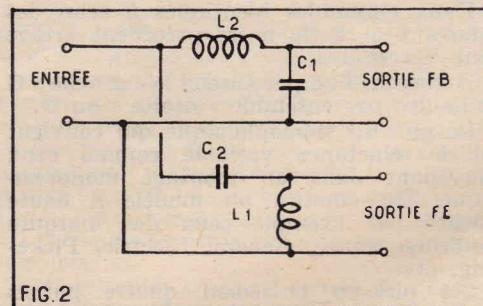 L2
C1
ENTREE
SORTIE FB
C2
L1
SORTIE FE
FIG.2